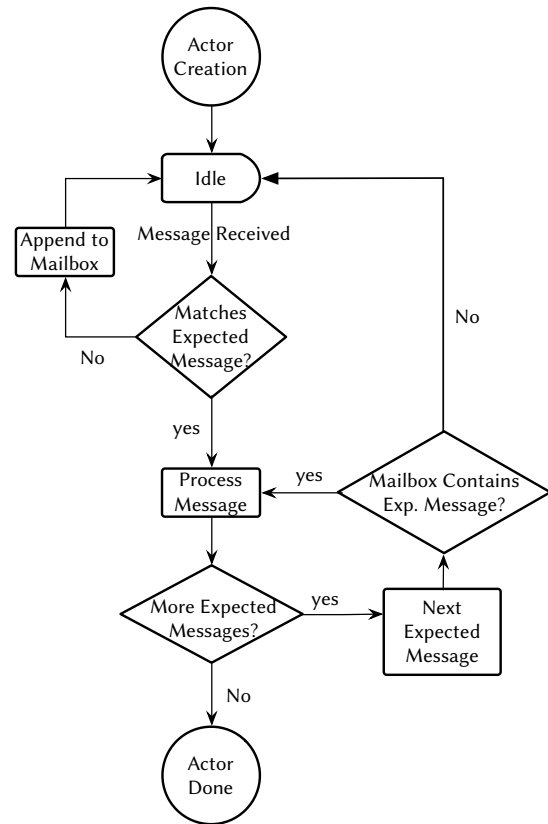 Actor
Creation
Idle
Message Received
Append to
Mailbox
Matches
Expected
Message?
No
No
yes
Process
Message
yes
Mailbox Contains
Exp. Message?
More Expected
Messages?
yes
Next
Expected
Message
No
Actor
Done